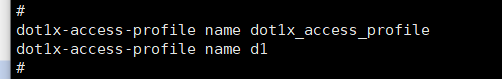 #
dot1x-access-profile name dot1x_access_profile
dot1x-access-profile name d1
#